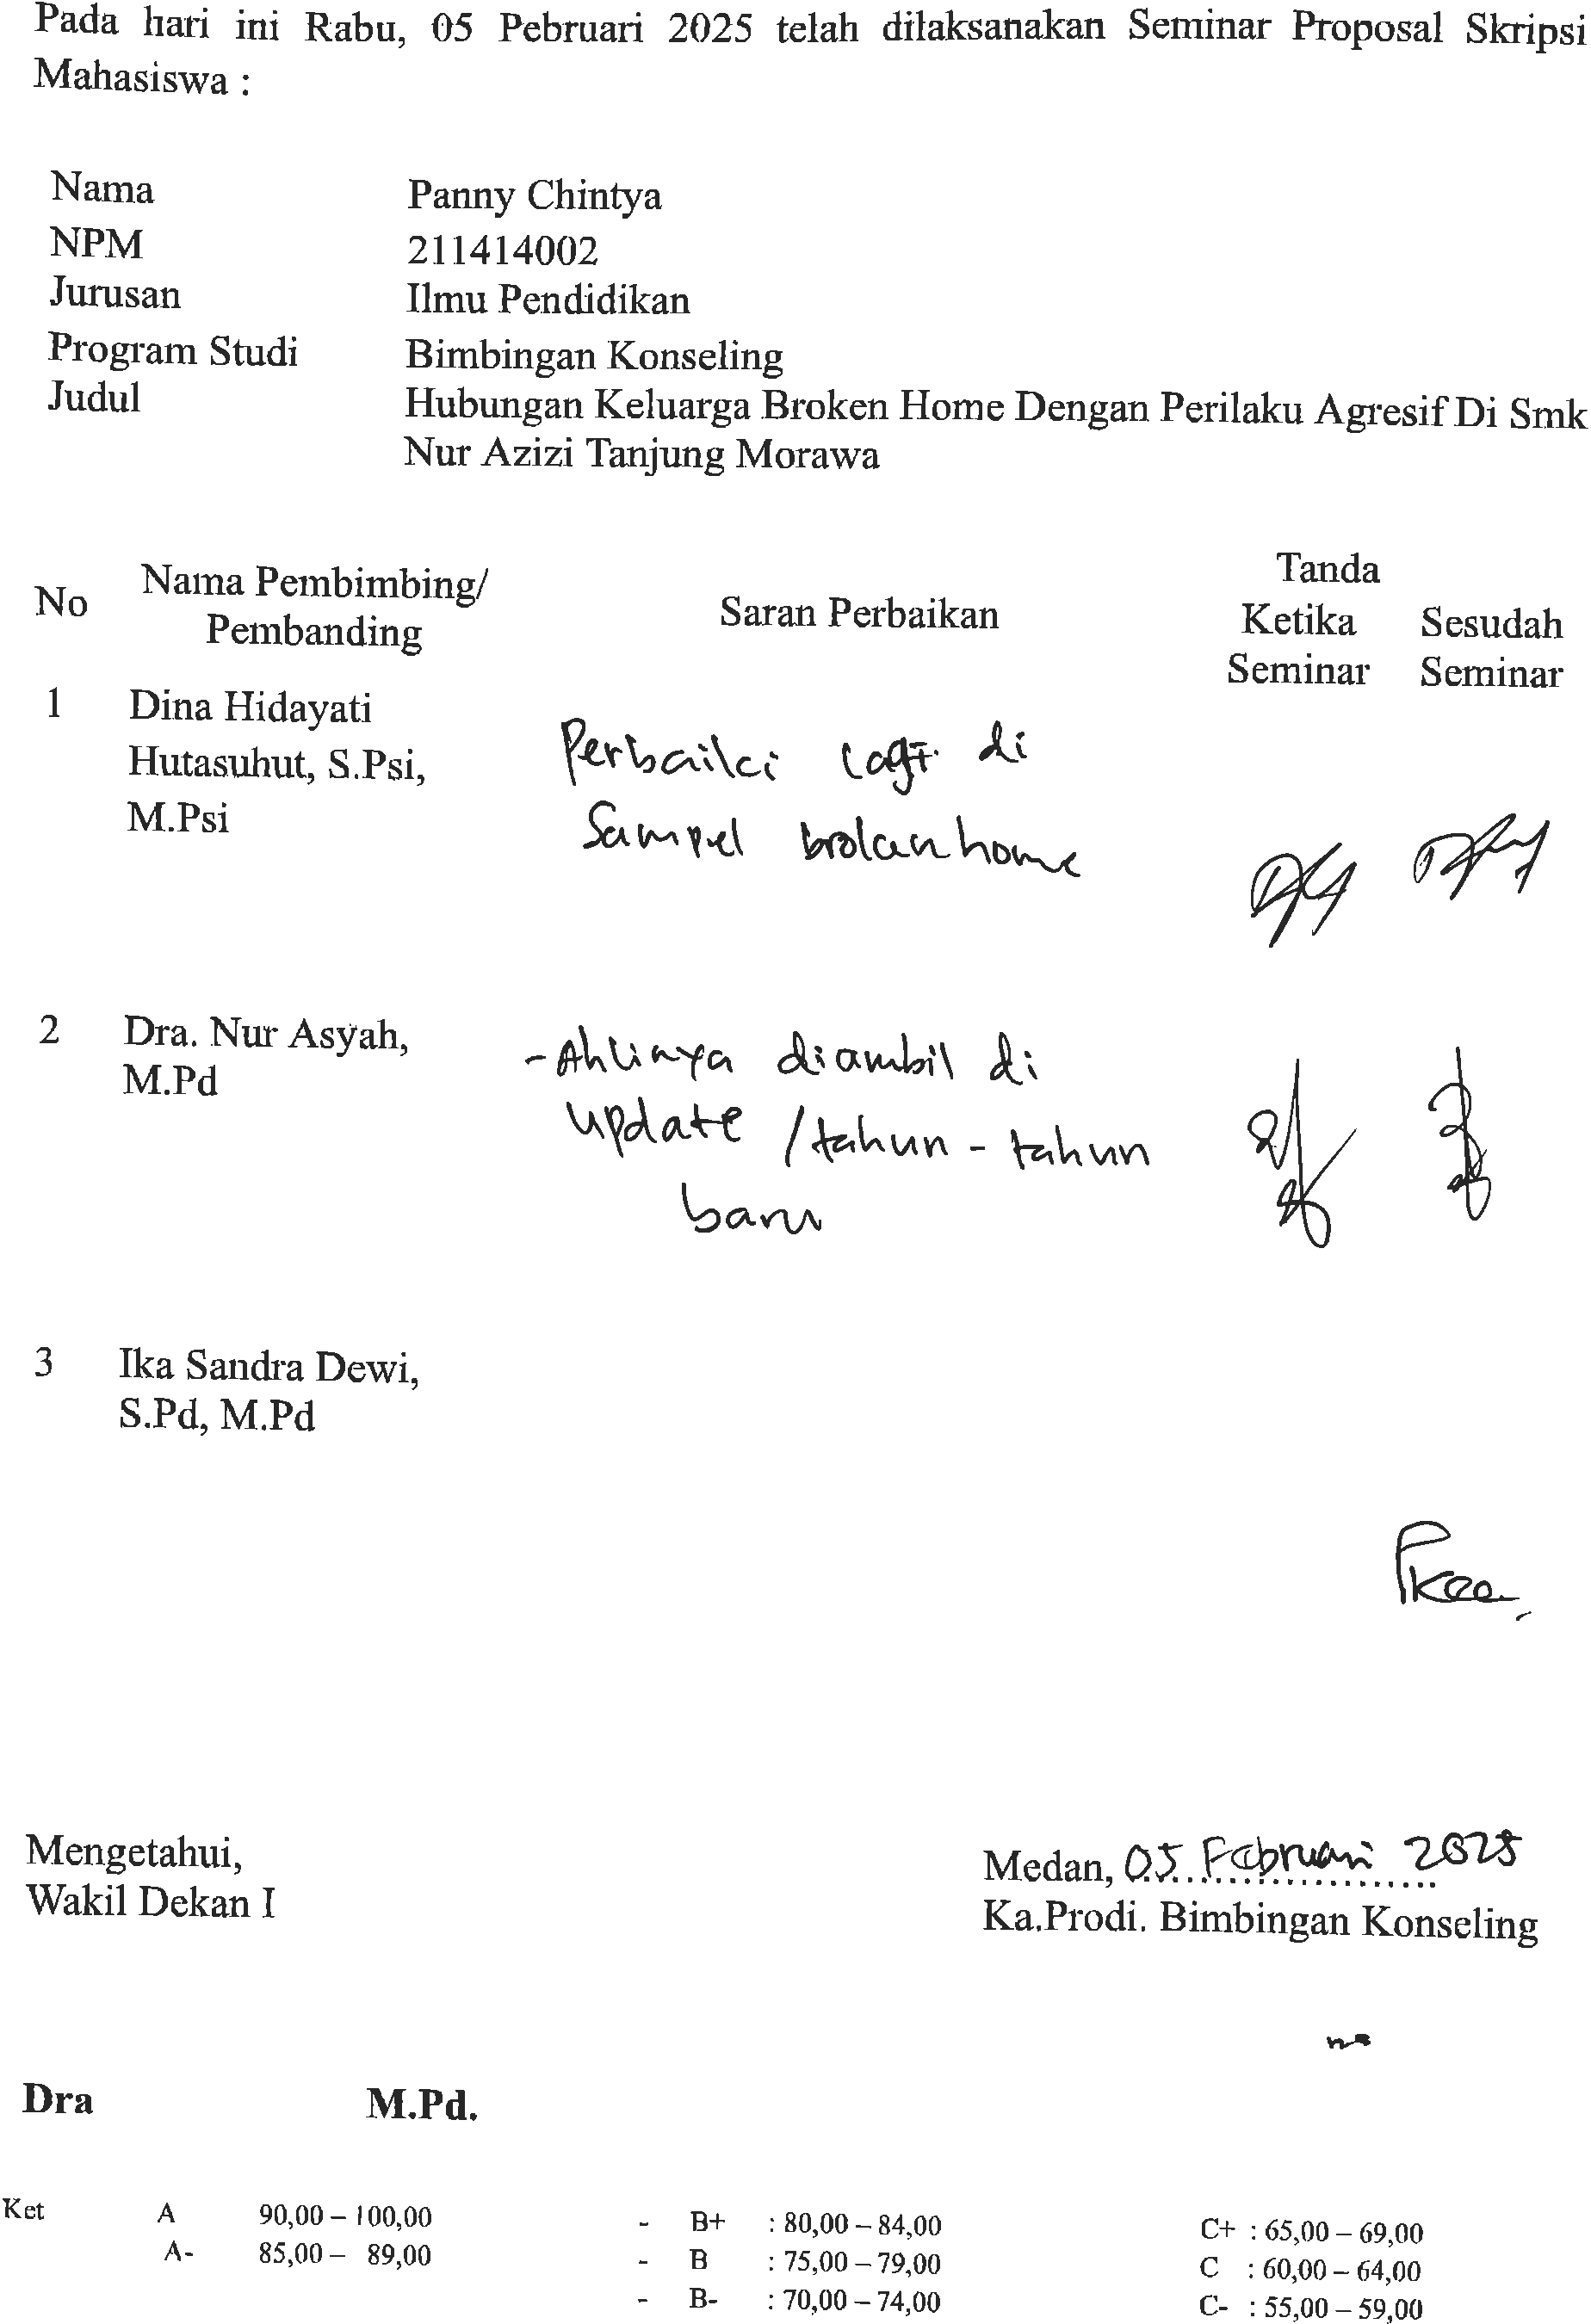 Pada hari ini Rabu, 05 Pebruari 2025 telah dilaksanakan Seminar Proposal Skripsi
Mahasiswa :
Nama Panny Chintya
NPM 211414002
Jurusan Ilmu Pendidikan
Program Studi Bimbingan Konseling
Judul Hubungan Keluarga Broken Home Dengan Perilaku Agresif Di Smk
Nur Azizi Tanjung Morawa
No Nama Pembimbing/ Pembanding Saran Perbaikan Tanda
Ketika Seminar Sesudah Seminar
1 Dina Hidayati
Hutasuhut, S.Psi,
M.Psi
Perbaiki lagi di
Sampel brokenhome
2 Dra. Nur Asyah,
M.Pd
- Ahlinya diambil di
update / tahun - tahun
baru
3 Ika Sandra Dewi,
S.Pd, M.Pd
Mengetahui,
Wakil Dekan I
Medan, 05 Februari 2025
Ka.Prodi. Bimbingan Konseling
Dra M.Pd.
Ket A 90,00 – 100,00 - B+ : 80,00 – 84,00 C+ : 65,00 – 69,00
A- 85,00 – 89,00 - B : 75,00 – 79,00 C : 60,00 – 64,00
- B- : 70,00 – 74,00 C- : 55,00 – 59,00